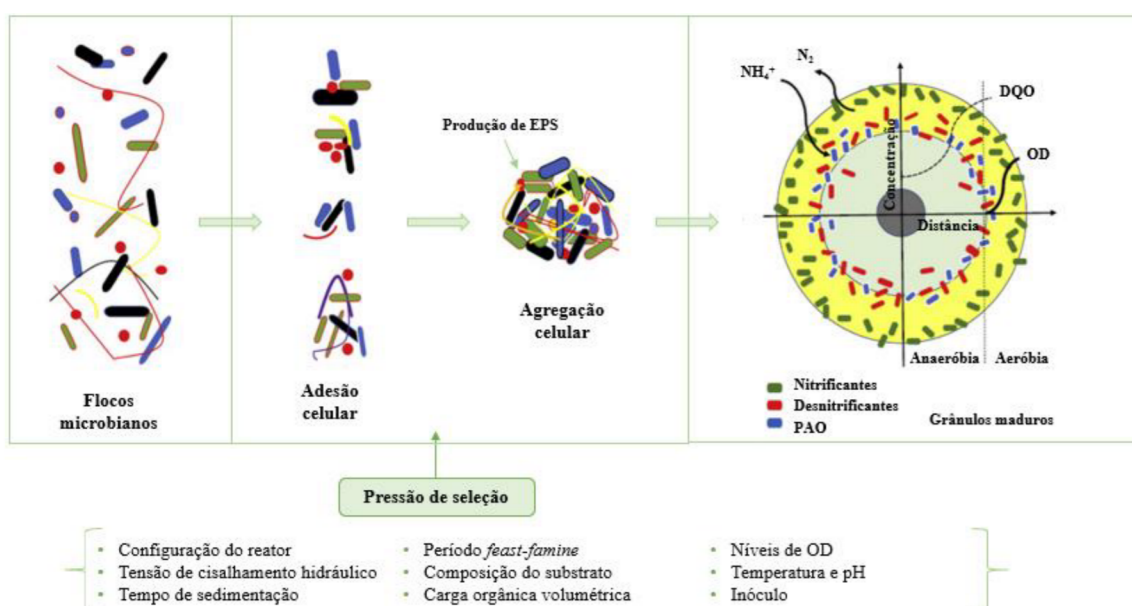 Flocos
microbianos
Adesão
celular
Produção de EPS
Agregação
celular
N₂
NH₄⁺
DQO
OD
Concentração
Distância
Anaeróbia
Aeróbia
Nitrificantes
Desnitrificantes
PAO
Grânulos maduros
Pressão de seleção
• Configuração do reator
• Tensão de cisalhamento hidráulico
• Tempo de sedimentação
• Período feast-famine
• Composição do substrato
• Carga orgânica volumétrica
• Níveis de OD
• Temperatura e pH
• Inóculo